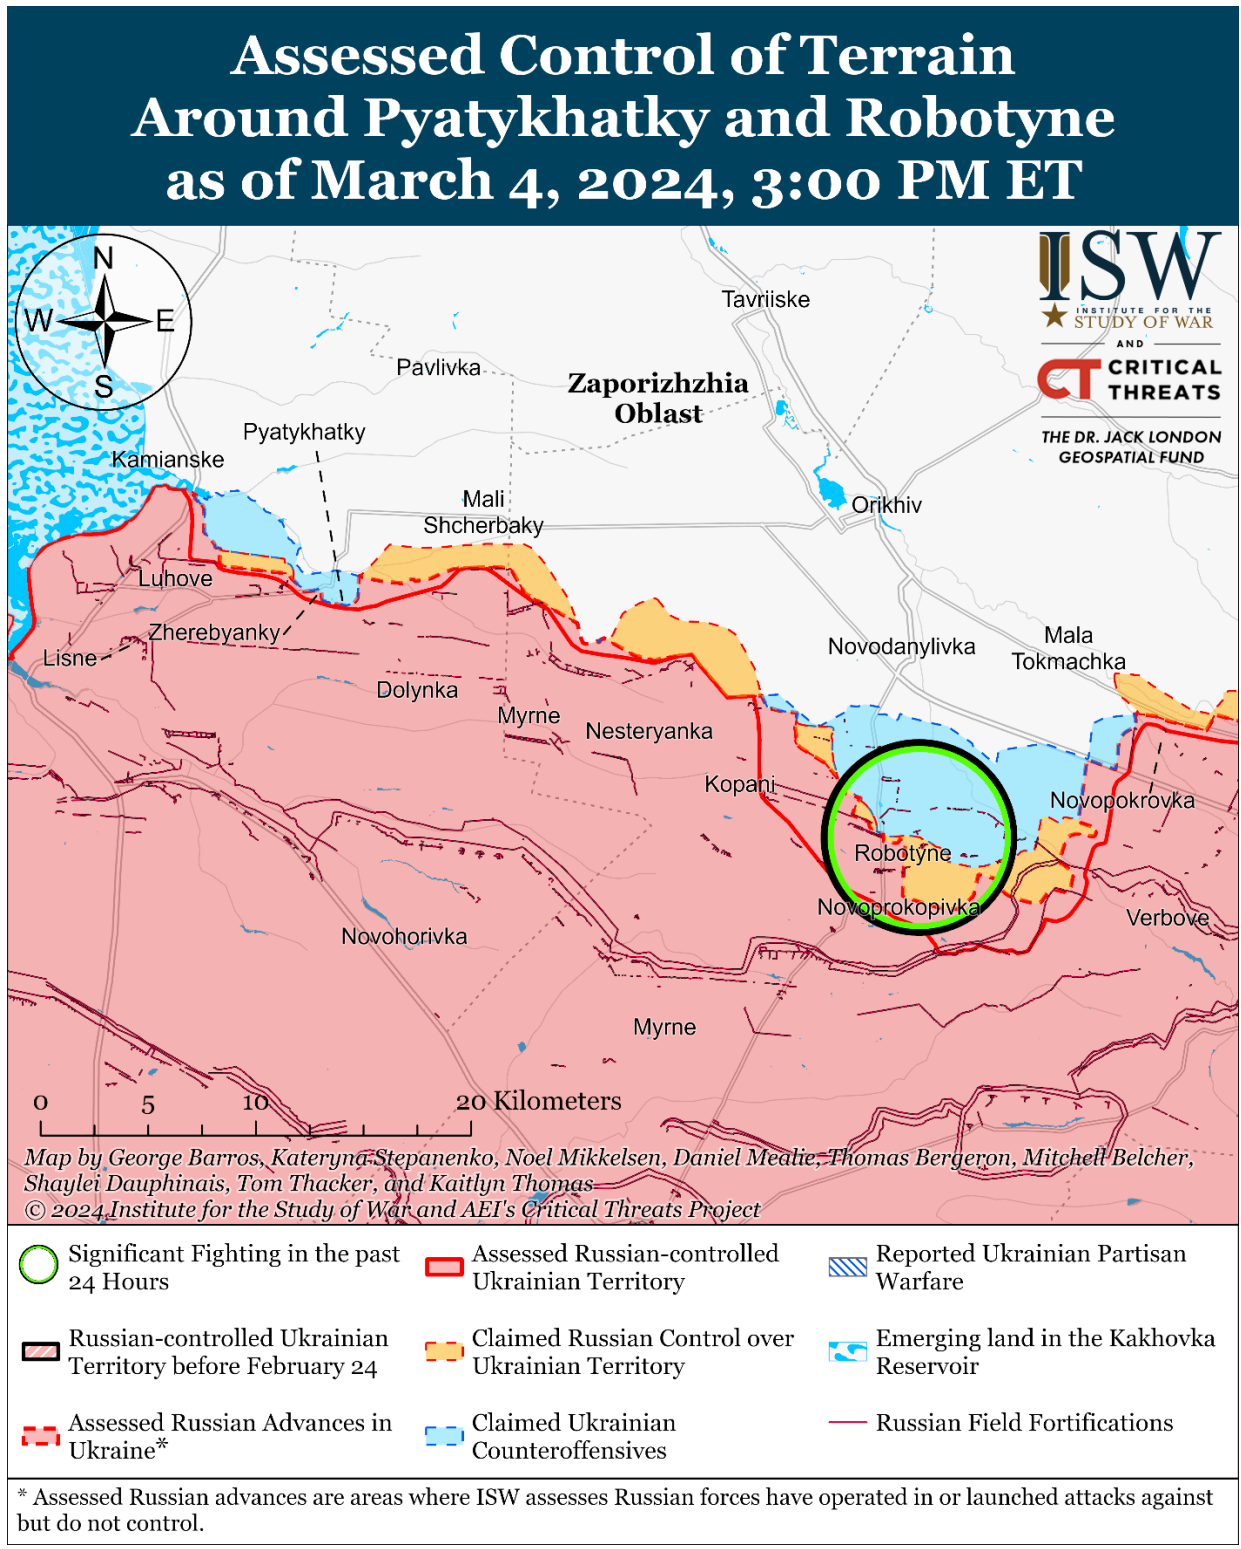 Assessed Control of Terrain
Around Pyatykhatky and Robotyne
as of March 4, 2024, 3:00 PM ET
N
W
E
S
ISW
INSTITUTE FOR THE
STUDY OF WAR
AND
CT CRITICAL
THREATS
THE DR. JACK LONDON
GEOSPATIAL FUND
Tavriiske
Pavlivka
Zaporizhzhia
Oblast
Pyatykhatky
Kamianske
Mali
Shcherbaky
Orikhiv
Luhove
Zherebyanky
Lisne
Novodanylivka
Mala
Tokmachka
Dolynka
Myrne
Nesteryanka
Kopani
Novopokrovka
Robotyne
Novoprokopivka
Verbove
Novohorivka
Myrne
0 5 10 20 Kilometers
Map by George Barros, Kateryna Stepanenko, Noel Mikkelsen, Daniel Mealie, Thomas Bergeron, Mitchell Belcher,
Shaylei Dauphinais, Tom Thacker, and Kaitlyn Thomas
© 2024 Institute for the Study of War and AEI's Critical Threats Project
Significant Fighting in the past
24 Hours
Russian-controlled Ukrainian
Territory before February 24
Assessed Russian Advances in
Ukraine*
Assessed Russian-controlled
Ukrainian Territory
Claimed Russian Control over
Ukrainian Territory
Claimed Ukrainian
Counteroffensives
Reported Ukrainian Partisan
Warfare
Emerging land in the Kakhovka
Reservoir
Russian Field Fortifications
* Assessed Russian advances are areas where ISW assesses Russian forces have operated in or launched attacks against
but do not control.